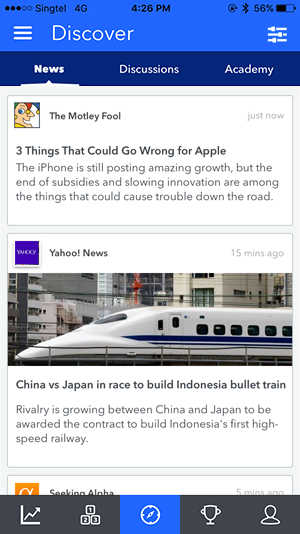 Singtel 4G 4:26 PM 56%
Discover
News Discussions Academy
The Motley Fool just now
3 Things That Could Go Wrong for Apple
The iPhone is still posting amazing growth, but the
end of subsidies and slowing innovation are among
the things that could cause trouble down the road.
YAHOO!
Yahoo! News 15 mins ago
China vs Japan in race to build Indonesia bullet train
Rivalry is growing between China and Japan to be
awarded the contract to build Indonesia's first high-
speed railway.
Seeking Alpha 5 mins ago
1
2 3